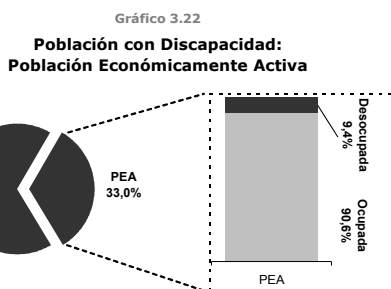 Gráfico 3.22
Población con Discapacidad:
Población Económicamente Activa
PEA
33,0%
Desocupada
9,4%
Ocupada
90,6%
PEA